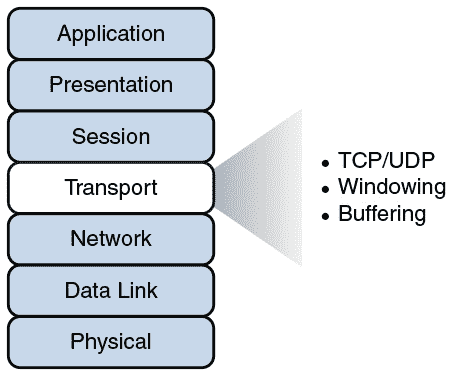 Application
Presentation
Session
Transport
Network
Data Link
Physical
• TCP/UDP
• Windowing
• Buffering